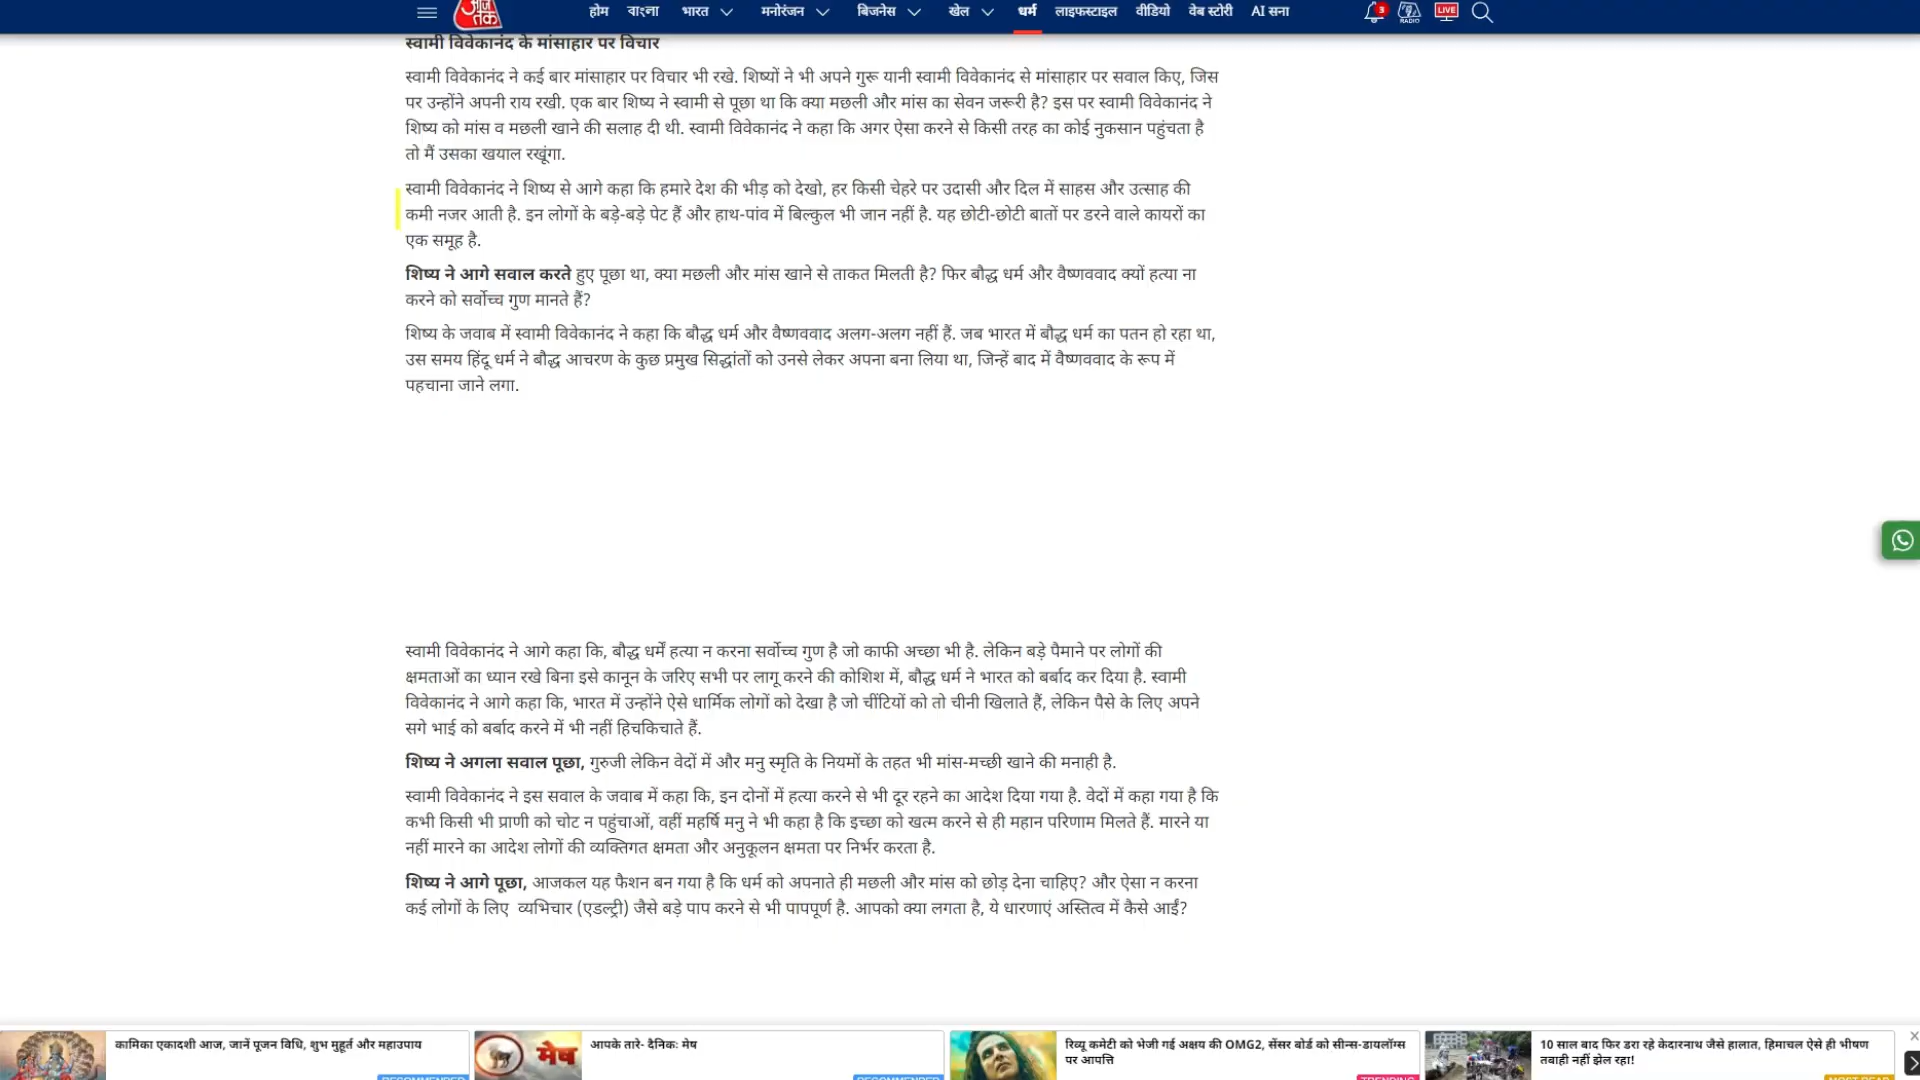 आज तक
होम বাংলা भारत मनोरंजन बिजनेस खेल धर्म लाइफस्टाइल वीडियो वेब स्टोरी AI सना 3 RADIO LIVE
स्वामी विवेकानंद के मांसाहार पर विचार
स्वामी विवेकानंद ने कई बार मांसाहार पर विचार भी रखे. शिष्यों ने भी अपने गुरू यानी स्वामी विवेकानंद से मांसाहार पर सवाल किए, जिस
पर उन्होंने अपनी राय रखी. एक बार शिष्य ने स्वामी से पूछा था कि क्या मछली और मांस का सेवन जरूरी है? इस पर स्वामी विवेकानंद ने
शिष्य को मांस व मछली खाने की सलाह दी थी. स्वामी विवेकानंद ने कहा कि अगर ऐसा करने से किसी तरह का कोई नुकसान पहुंचता है
तो मैं उसका खयाल रखूंगा.
स्वामी विवेकानंद ने शिष्य से आगे कहा कि हमारे देश की भीड़ को देखो, हर किसी चेहरे पर उदासी और दिल में साहस और उत्साह की
कमी नजर आती है. इन लोगों के बड़े-बड़े पेट हैं और हाथ-पांव में बिल्कुल भी जान नहीं है. यह छोटी-छोटी बातों पर डरने वाले कायरों का
एक समूह है.
शिष्य ने आगे सवाल करते हुए पूछा था, क्या मछली और मांस खाने से ताकत मिलती है? फिर बौद्ध धर्म और वैष्णववाद क्यों हत्या ना
करने को सर्वोच्च गुण मानते हैं?
शिष्य के जवाब में स्वामी विवेकानंद ने कहा कि बौद्ध धर्म और वैष्णववाद अलग-अलग नहीं हैं. जब भारत में बौद्ध धर्म का पतन हो रहा था,
उस समय हिंदू धर्म ने बौद्ध आचरण के कुछ प्रमुख सिद्धांतों को उनसे लेकर अपना बना लिया था, जिन्हें बाद में वैष्णववाद के रूप में
पहचाना जाने लगा.
स्वामी विवेकानंद ने आगे कहा कि, बौद्ध धर्में हत्या न करना सर्वोच्च गुण है जो काफी अच्छा भी है. लेकिन बड़े पैमाने पर लोगों की
क्षमताओं का ध्यान रखे बिना इसे कानून के जरिए सभी पर लागू करने की कोशिश में, बौद्ध धर्म ने भारत को बर्बाद कर दिया है. स्वामी
विवेकानंद ने आगे कहा कि, भारत में उन्होंने ऐसे धार्मिक लोगों को देखा है जो चींटियों को तो चीनी खिलाते हैं, लेकिन पैसे के लिए अपने
सगे भाई को बर्बाद करने में भी नहीं हिचकिचाते हैं.
शिष्य ने अगला सवाल पूछा, गुरुजी लेकिन वेदों में और मनु स्मृति के नियमों के तहत भी मांस-मच्छी खाने की मनाही है.
स्वामी विवेकानंद ने इस सवाल के जवाब में कहा कि, इन दोनों में हत्या करने से भी दूर रहने का आदेश दिया गया है. वेदों में कहा गया है कि
कभी किसी भी प्राणी को चोट न पहुंचाओं, वहीं महर्षि मनु ने भी कहा है कि इच्छा को खत्म करने से ही महान परिणाम मिलते हैं. मारने या
नहीं मारने का आदेश लोगों की व्यक्तिगत क्षमता और अनुकूलन क्षमता पर निर्भर करता है.
शिष्य ने आगे पूछा, आजकल यह फैशन बन गया है कि धर्म को अपनाते ही मछली और मांस को छोड़ देना चाहिए? और ऐसा न करना
कई लोगों के लिए व्यभिचार (एडल्ट्री) जैसे बड़े पाप करने से भी पापपूर्ण है. आपको क्या लगता है, ये धारणाएं अस्तित्व में कैसे आईं?
कामिका एकादशी आज, जानें पूजन विधि, शुभ मुहूर्त और महाउपाय
RECOMMENDED
मेष
आपके तारे- दैनिक: मेष
RECOMMENDED
रिव्यू कमेटी को भेजी गई अक्षय की OMG2, सेंसर बोर्ड को सीन्स-डायलॉग्स
पर आपत्ति
TRENDING
10 साल बाद फिर डरा रहे केदारनाथ जैसे हालात, हिमाचल ऐसे ही भीषण
तबाही नहीं झेल रहा!
MOST READ